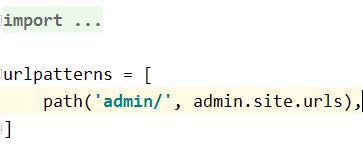 import ...
urlpatterns = [
    path('admin/', admin.site.urls),
]